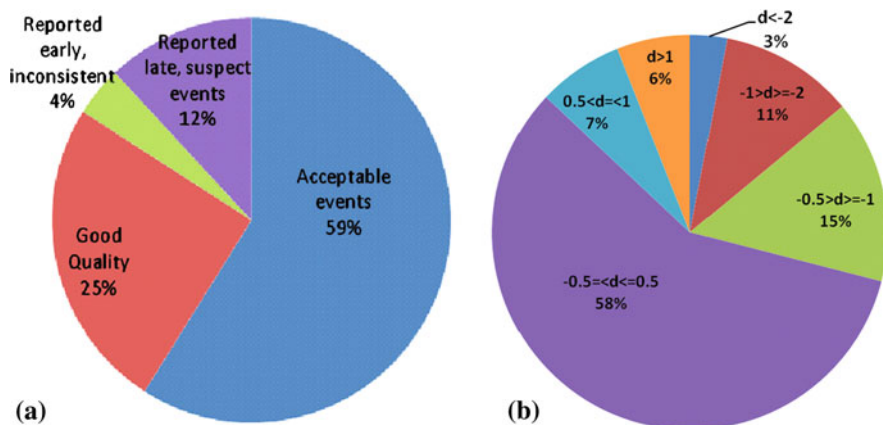 Reported
early,
inconsistent
4%
Reported
late, suspect
events
12%
Acceptable
events
59%
Good
Quality
25%
(a)
d<-2
3%
-1>d>=-2
11%
-0.5>d>=-1
15%
-0.5=<d<=0.5
58%
0.5<d=<1
7%
d>1
6%
(b)